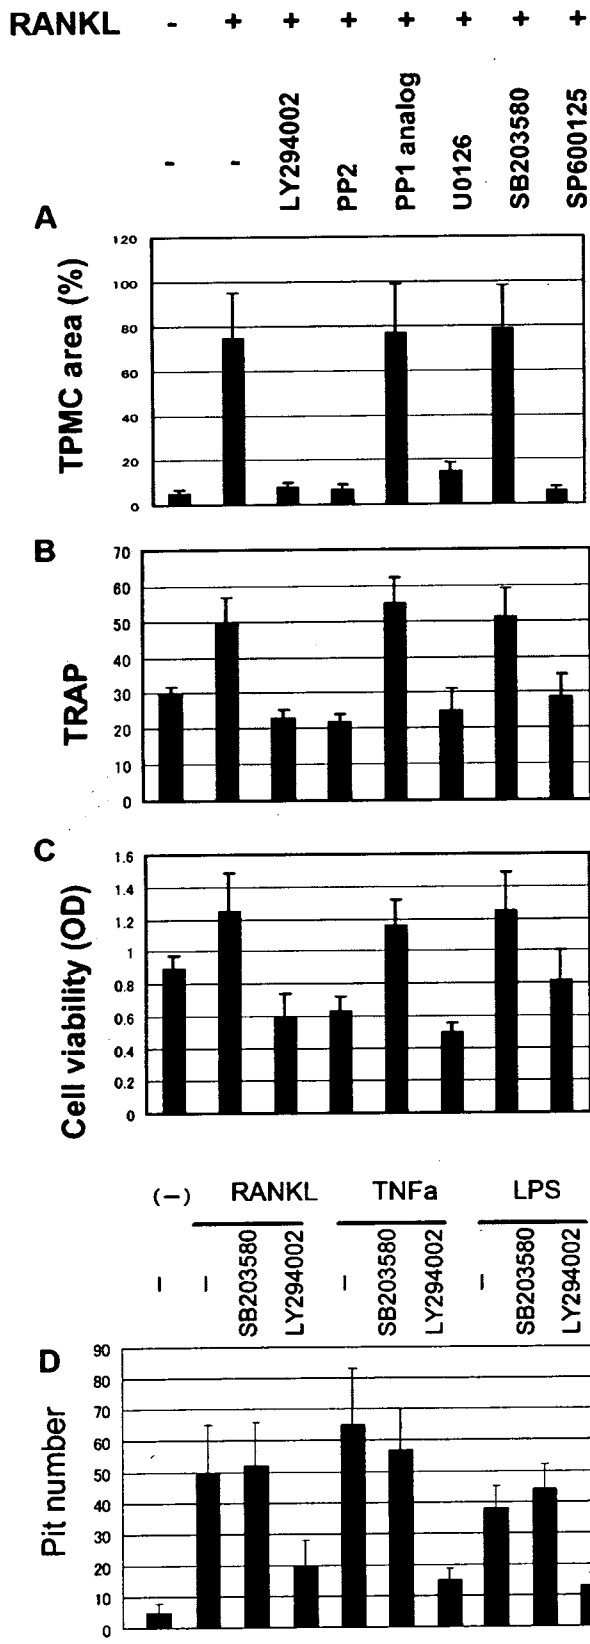 RANKL - + + + + + + +
- - LY294002 PP2 PP1 analog U0126 SB203580 SP600125
A
TPMC area (%)
120
100
80
60
40
20
0
B
TRAP
70
60
50
40
30
20
10
0
C
Cell viability (OD)
1.6
1.4
1.2
1
0.8
0.6
0.4
0.2
0
(–) RANKL TNFa LPS
- - SB203580 LY294002 - SB203580 LY294002 - SB203580 LY294002
D
Pit number
90
80
70
60
50
40
30
20
10
0